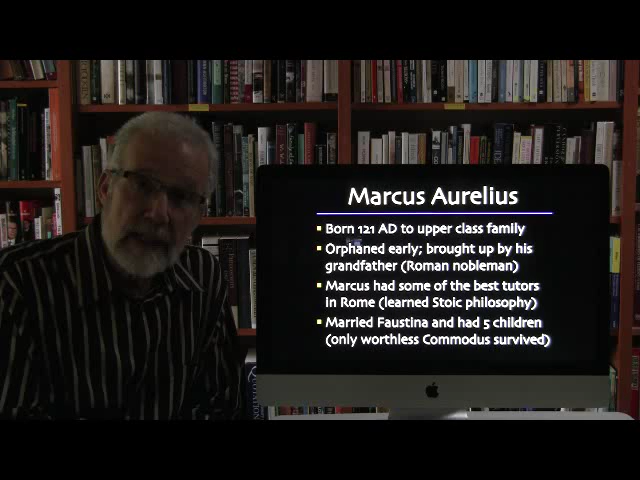 Marcus Aurelius
▪ Born 121 AD to upper class family
▪ Orphaned early; brought up by his
grandfather (Roman nobleman)
▪ Marcus had some of the best tutors
in Rome (learned Stoic philosophy)
▪ Married Faustina and had 5 children
(only worthless Commodus survived)